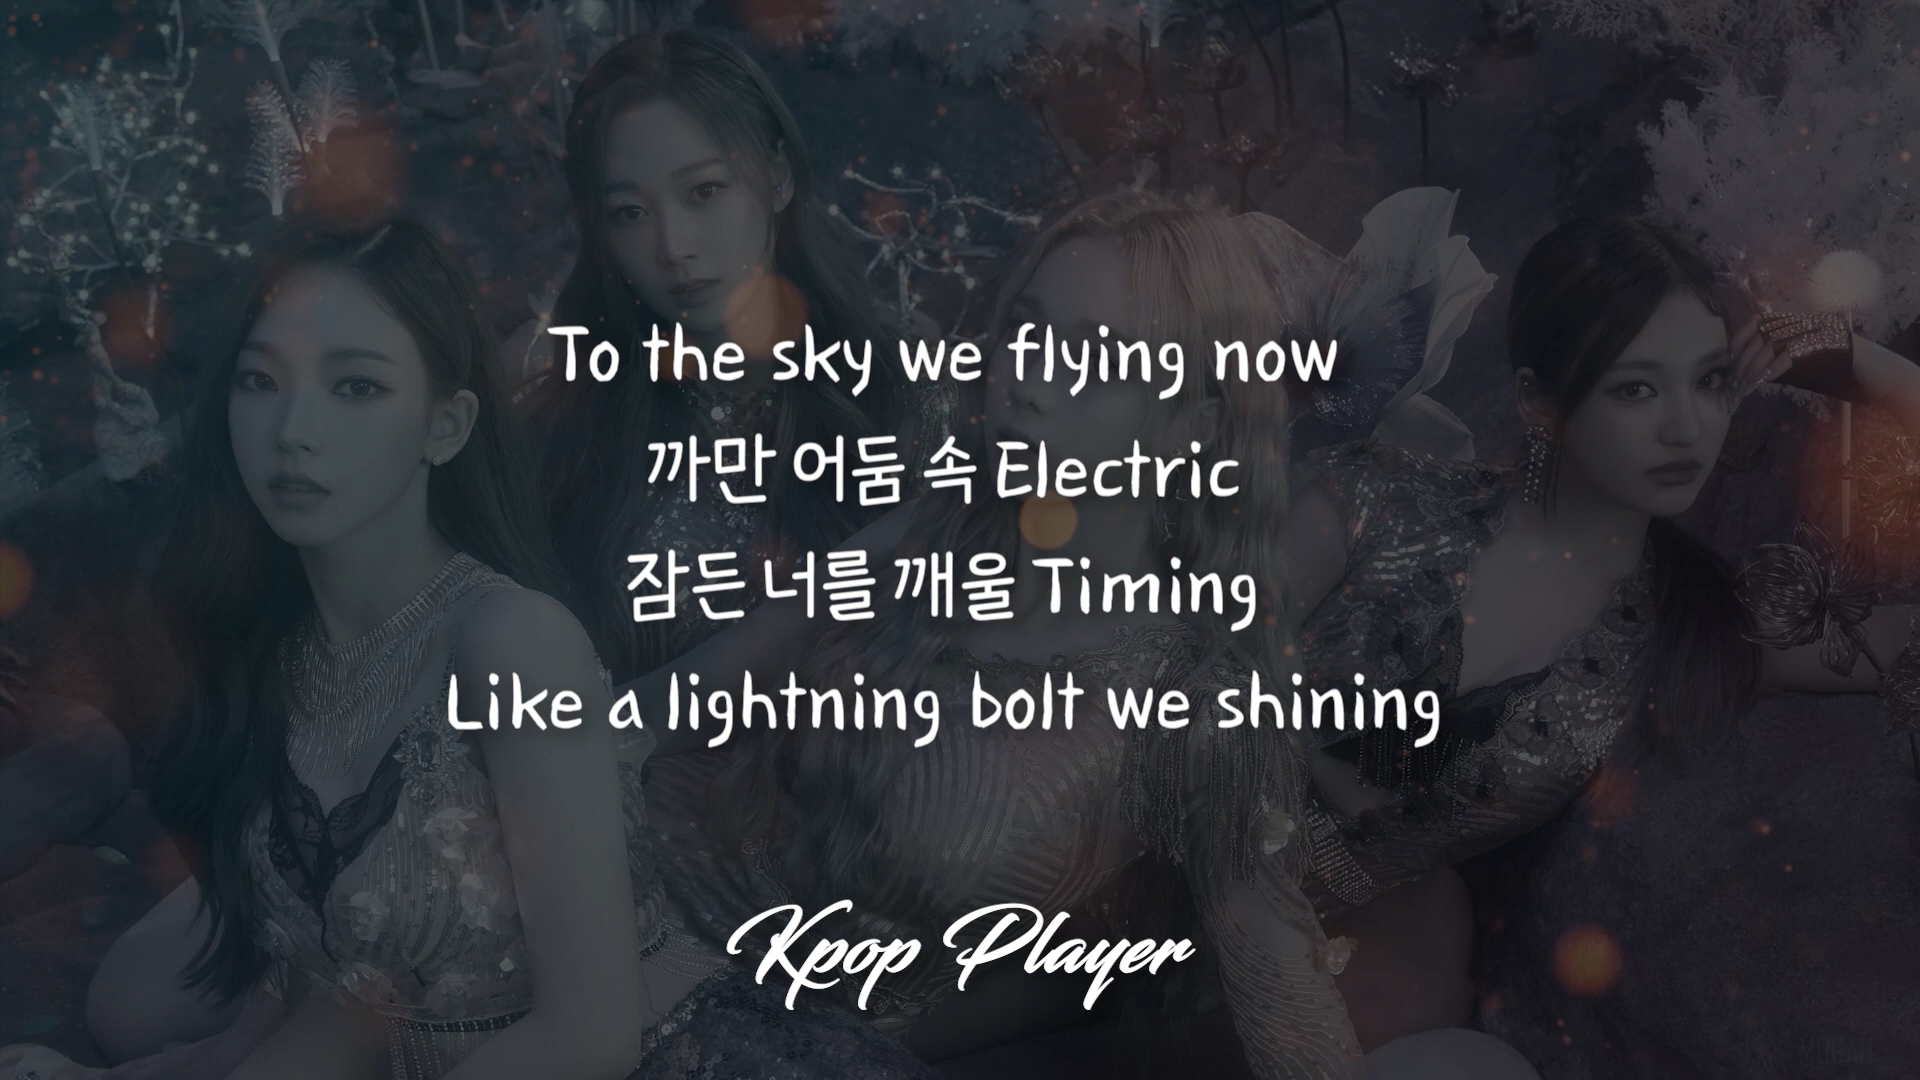 To the sky we flying now
까만 어둠 속 Electric
잠든 너를 깨울 Timing
Like a lightning bolt we shining
Kpop Player